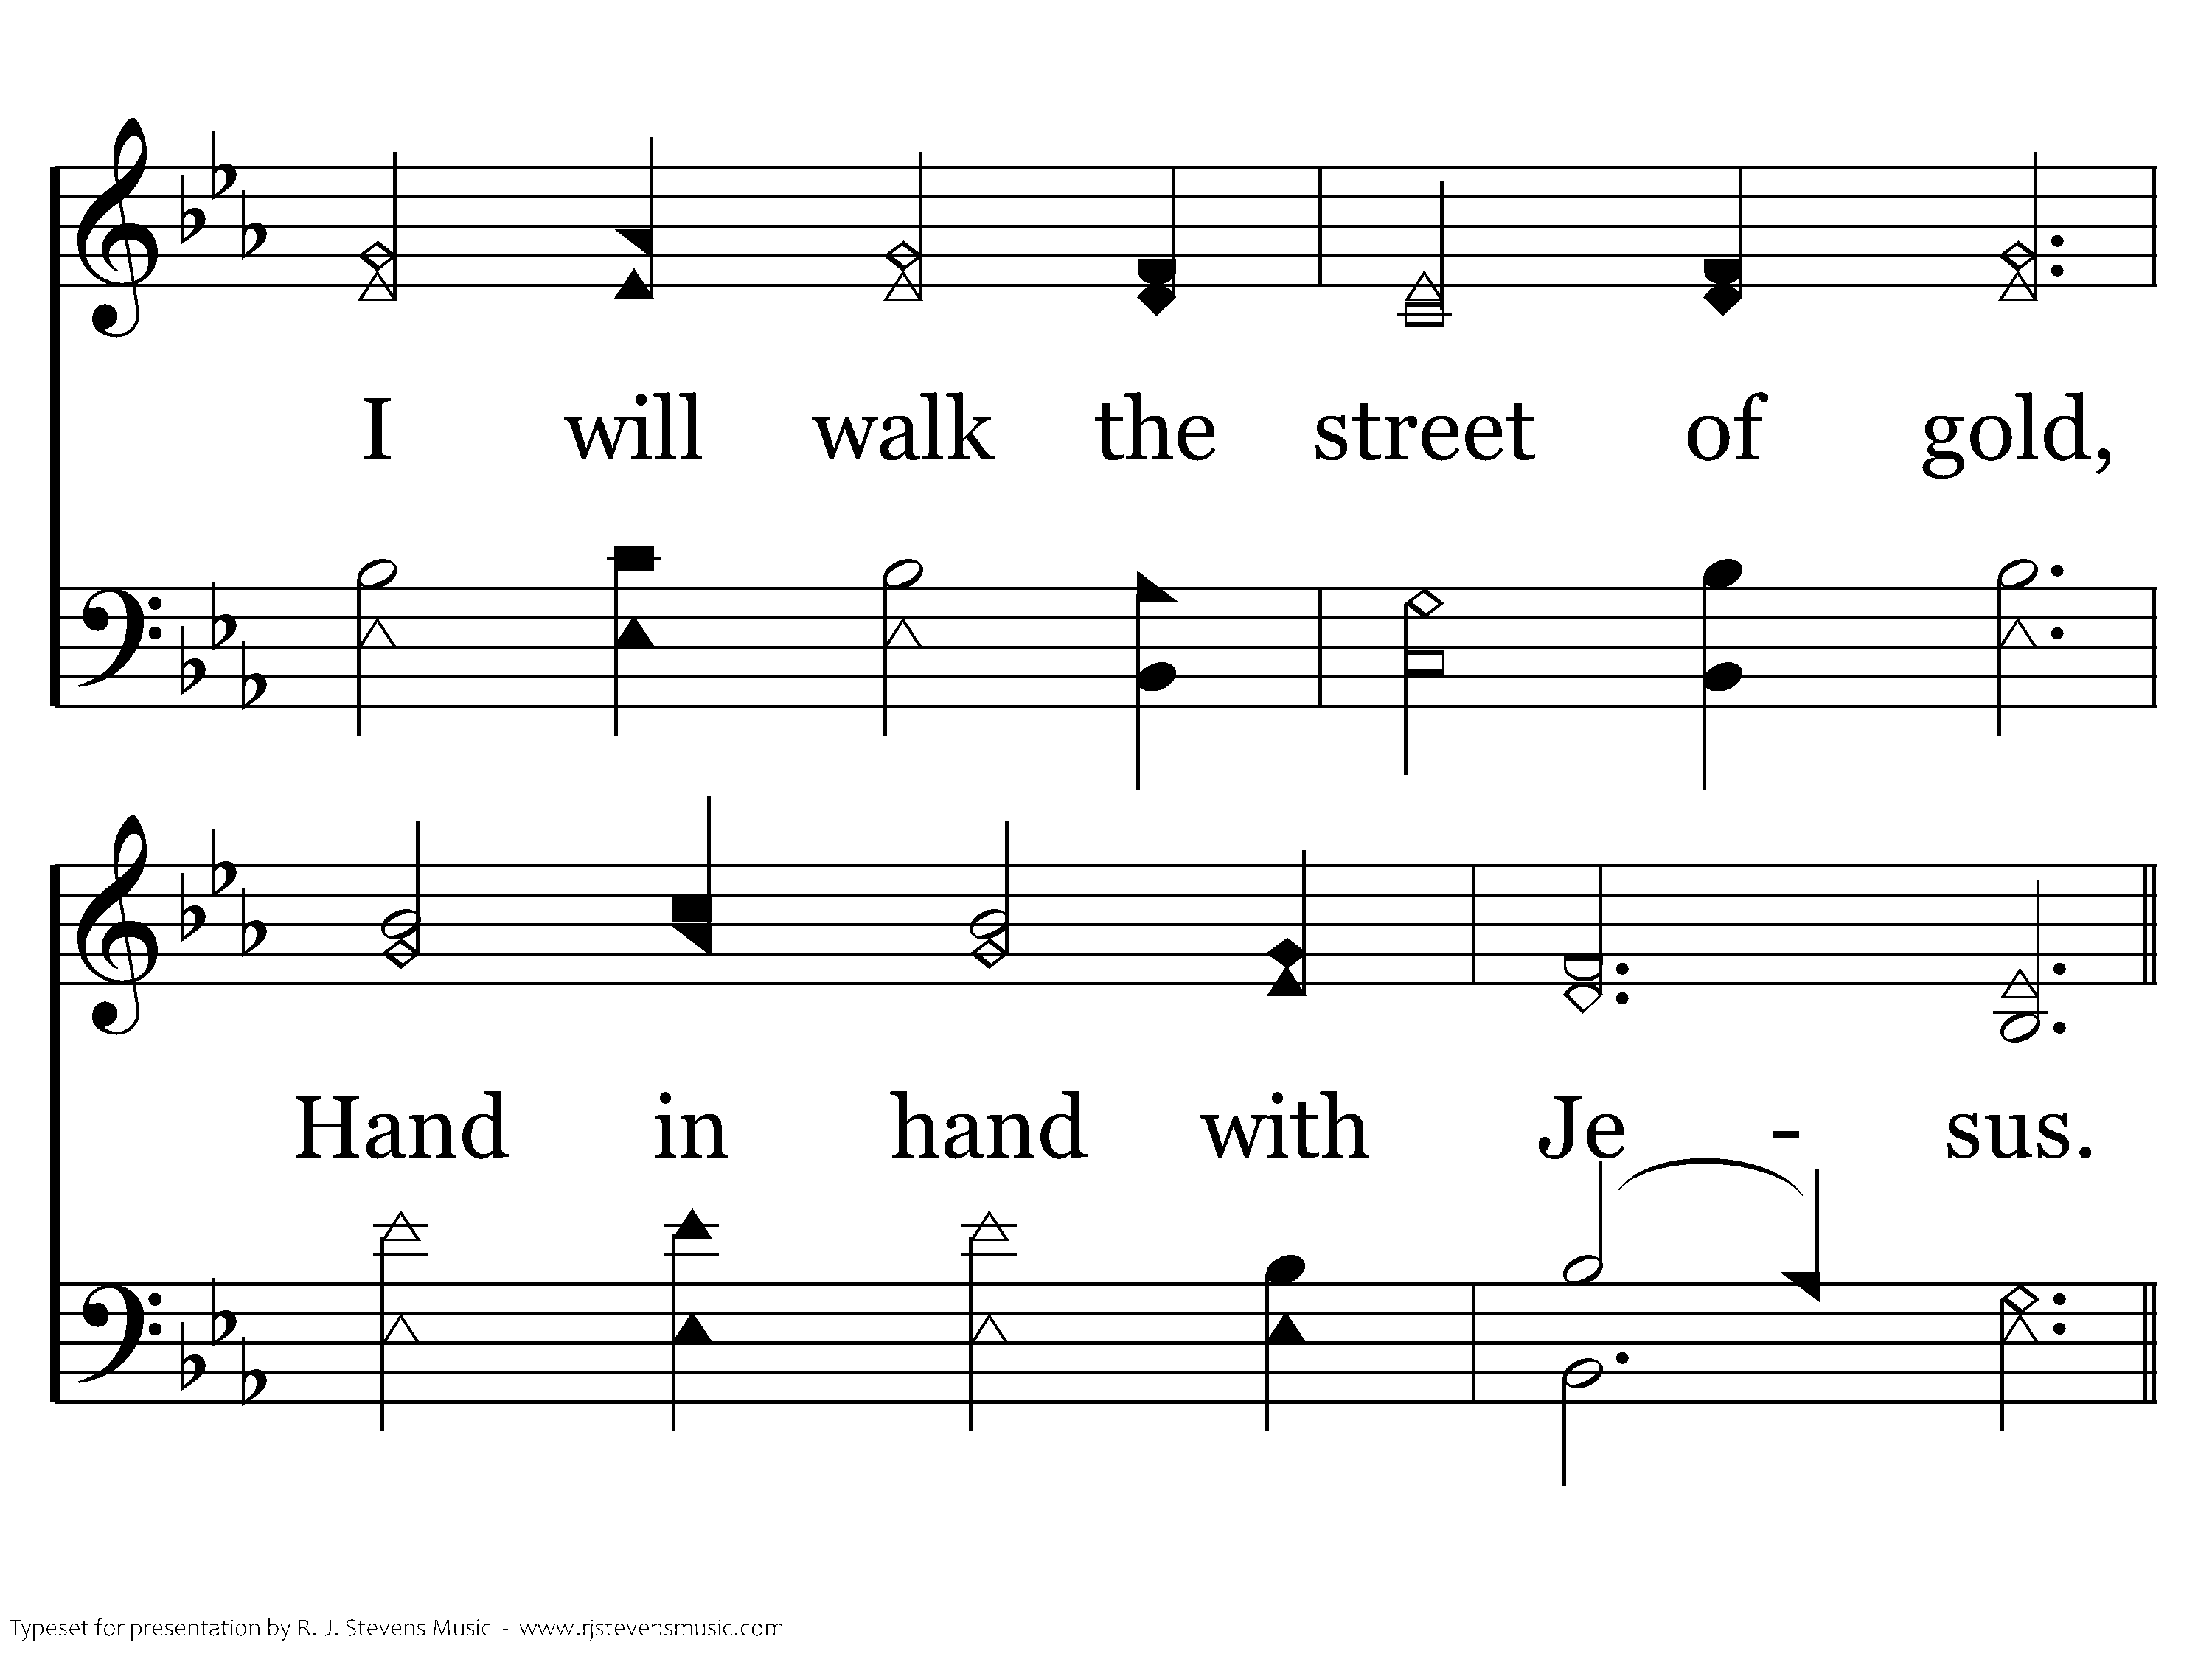 I will walk the street of gold,
Hand in hand with Je - sus.
Typeset for presentation by R. J. Stevens Music - www.rjstevensmusic.com